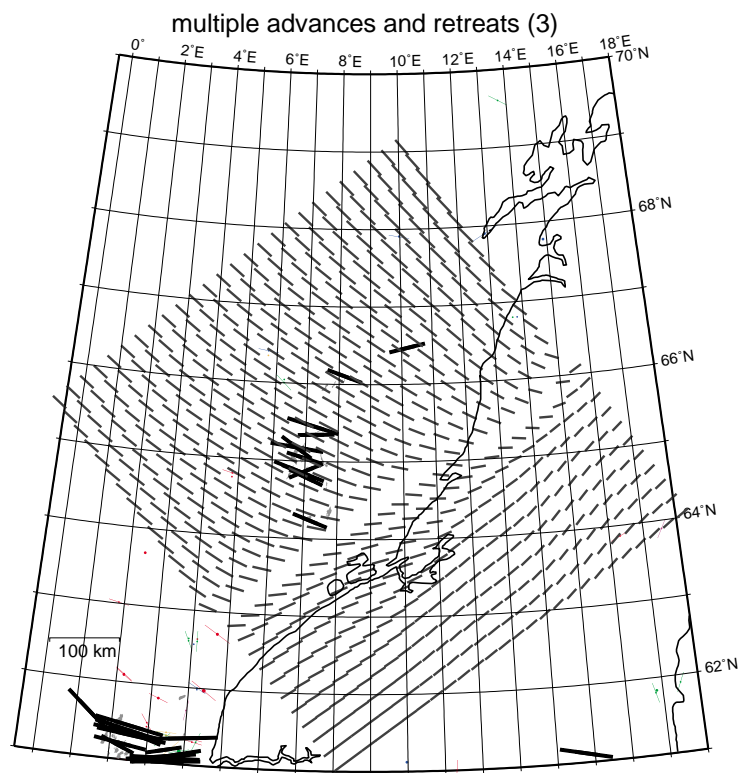 multiple advances and retreats (3)
0° 2°E 4°E 6°E 8°E 10°E 12°E 14°E 16°E 18°E
70°N
68°N
66°N
64°N
62°N
100 km